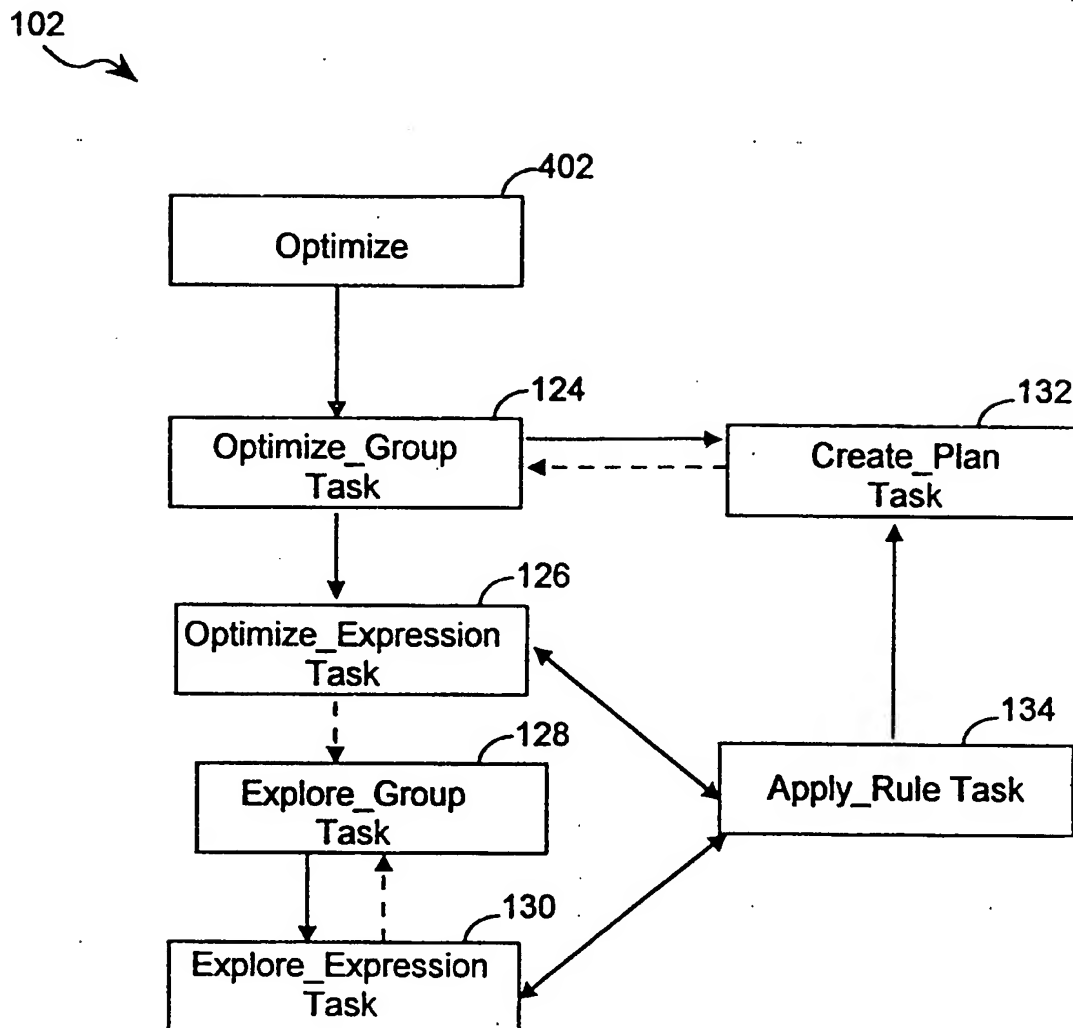 102
402
Optimize
124
Optimize_Group
Task
132
Create_Plan
Task
126
Optimize_Expression
Task
128
Explore_Group
Task
134
Apply_Rule Task
130
Explore_Expression
Task